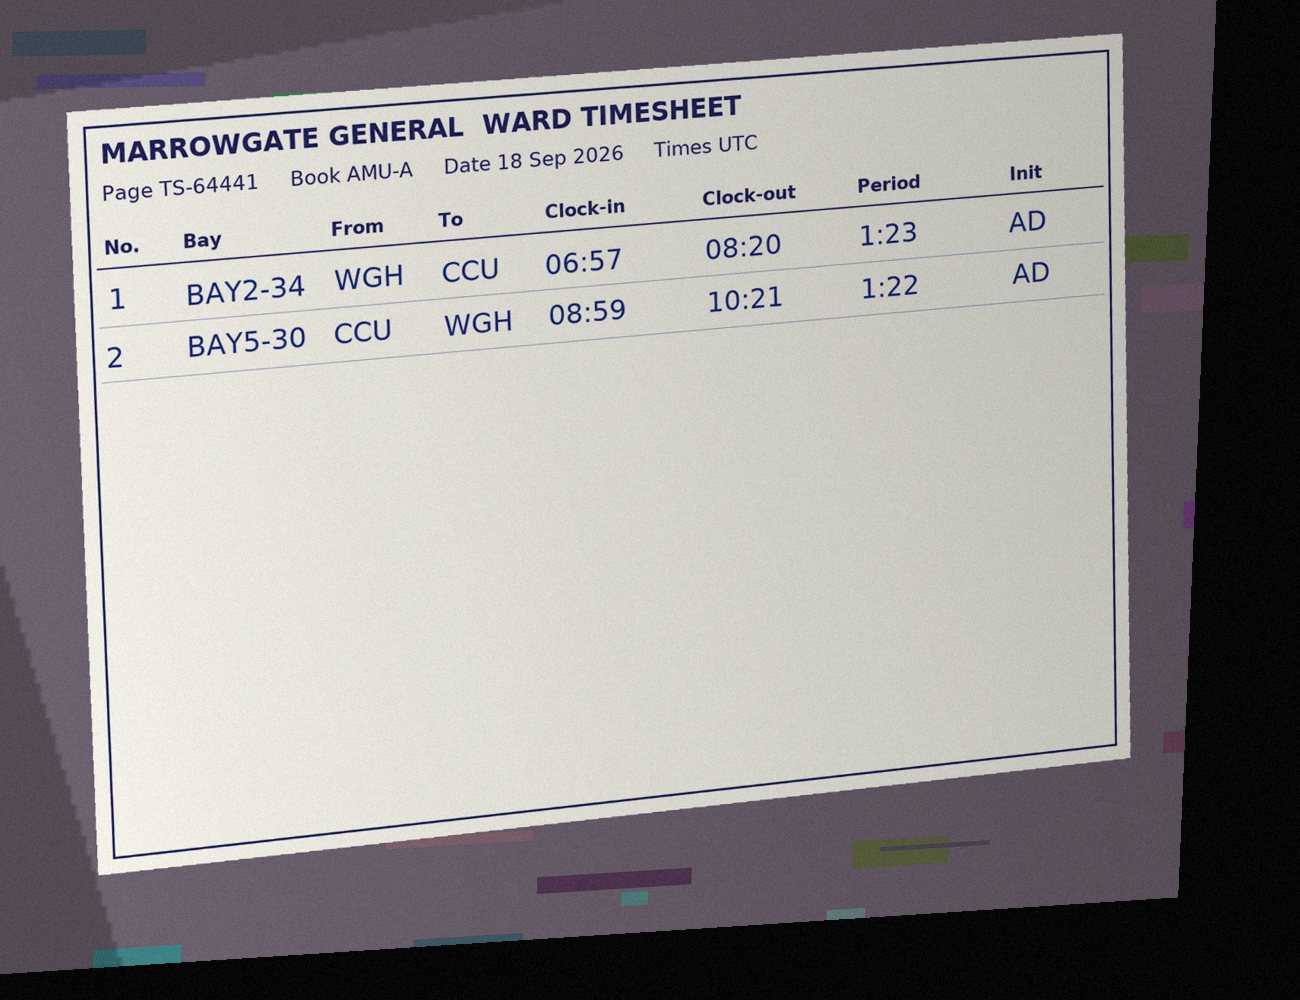 MARROWGATE GENERAL WARD TIMESHEET
Page TS-64441 Book AMU-A Date 18 Sep 2026 Times UTC
No. Bay From To Clock-in Clock-out Period Init
1 BAY2-34 WGH CCU 06:57 08:20 1:23 AD
2 BAY5-30 CCU WGH 08:59 10:21 1:22 AD